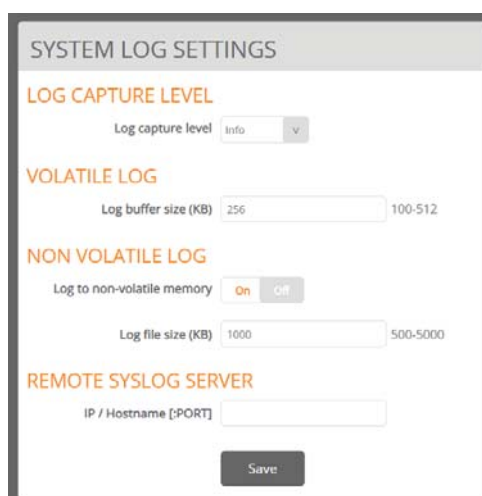 SYSTEM LOG SETTINGS
LOG CAPTURE LEVEL
Log capture level Info v
VOLATILE LOG
Log buffer size (KB) 256 100-512
NON VOLATILE LOG
Log to non-volatile memory On Off
Log file size (KB) 1000 500-5000
REMOTE SYSLOG SERVER
IP / Hostname [:PORT]
Save